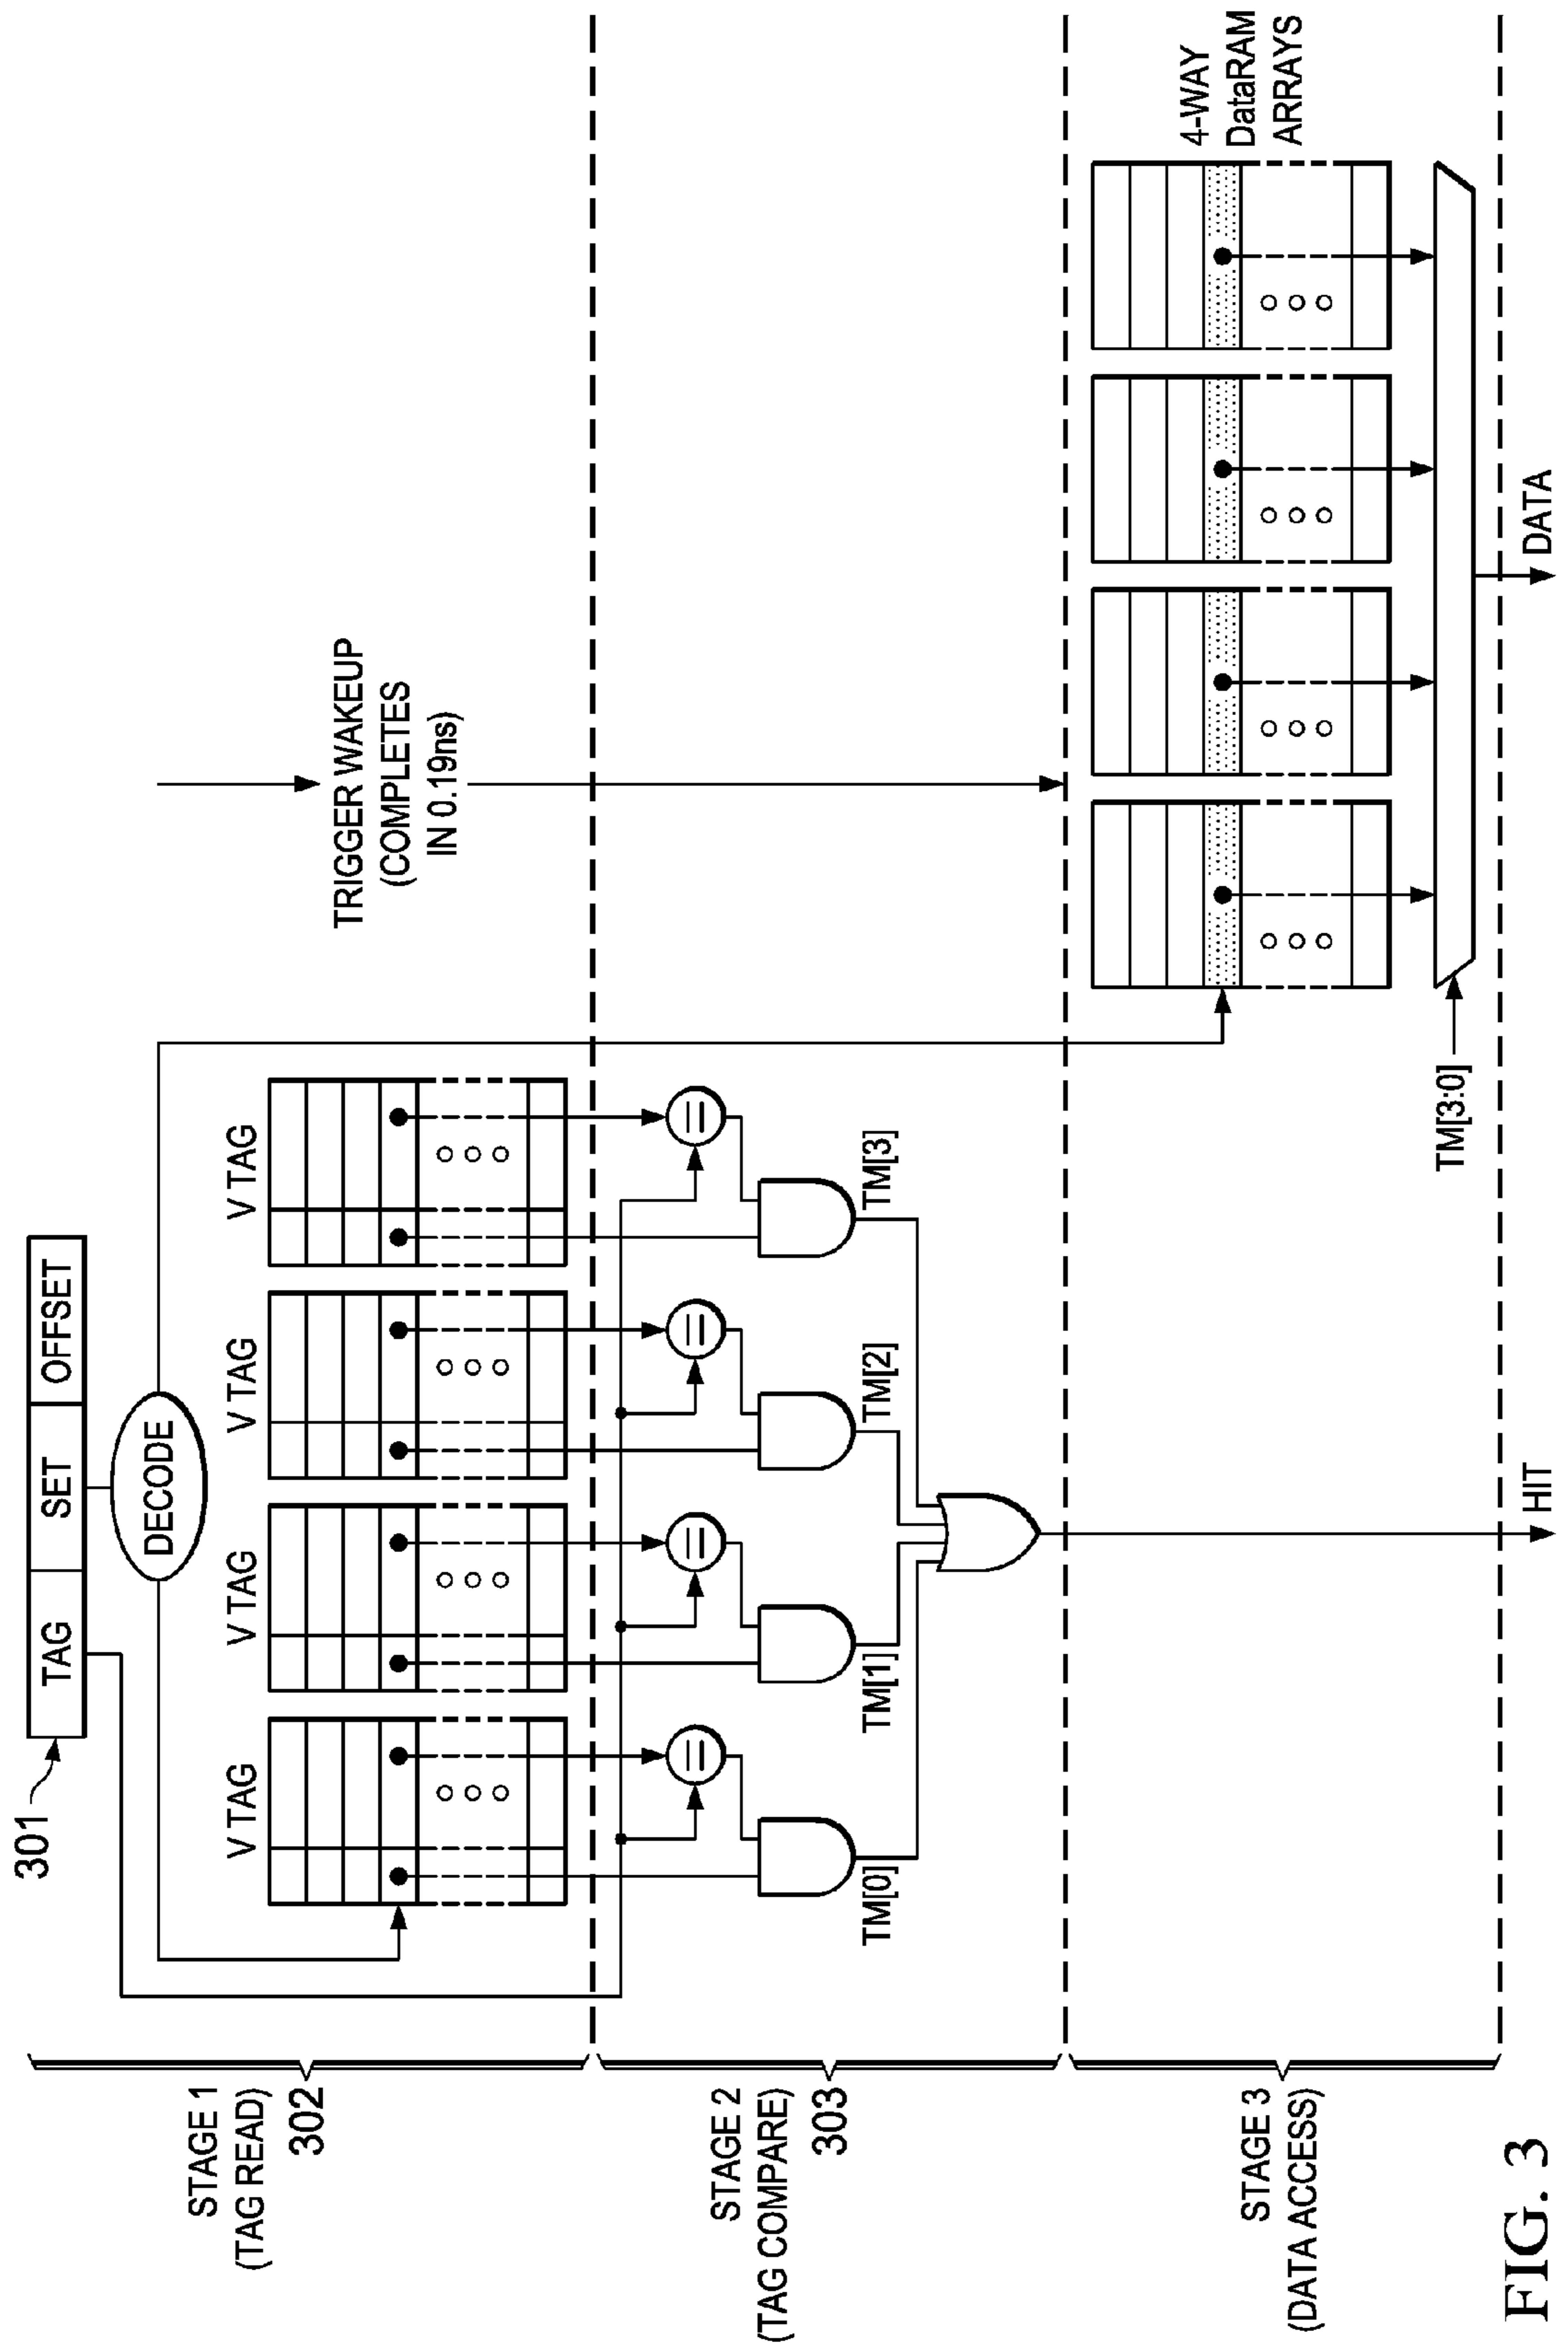 301
TAG
SET
OFFSET
DECODE
V TAG
V TAG
V TAG
V TAG
TRIGGER WAKEUP
(COMPLETES
IN 0.19ns)
STAGE 1
(TAG READ)
302
=
=
=
=
TM[0]
TM[1]
TM[2]
TM[3]
STAGE 2
(TAG COMPARE)
303
HIT
4-WAY
DataRAM
ARRAYS
TM[3:0]
DATA
STAGE 3
(DATA ACCESS)
FIG. 3